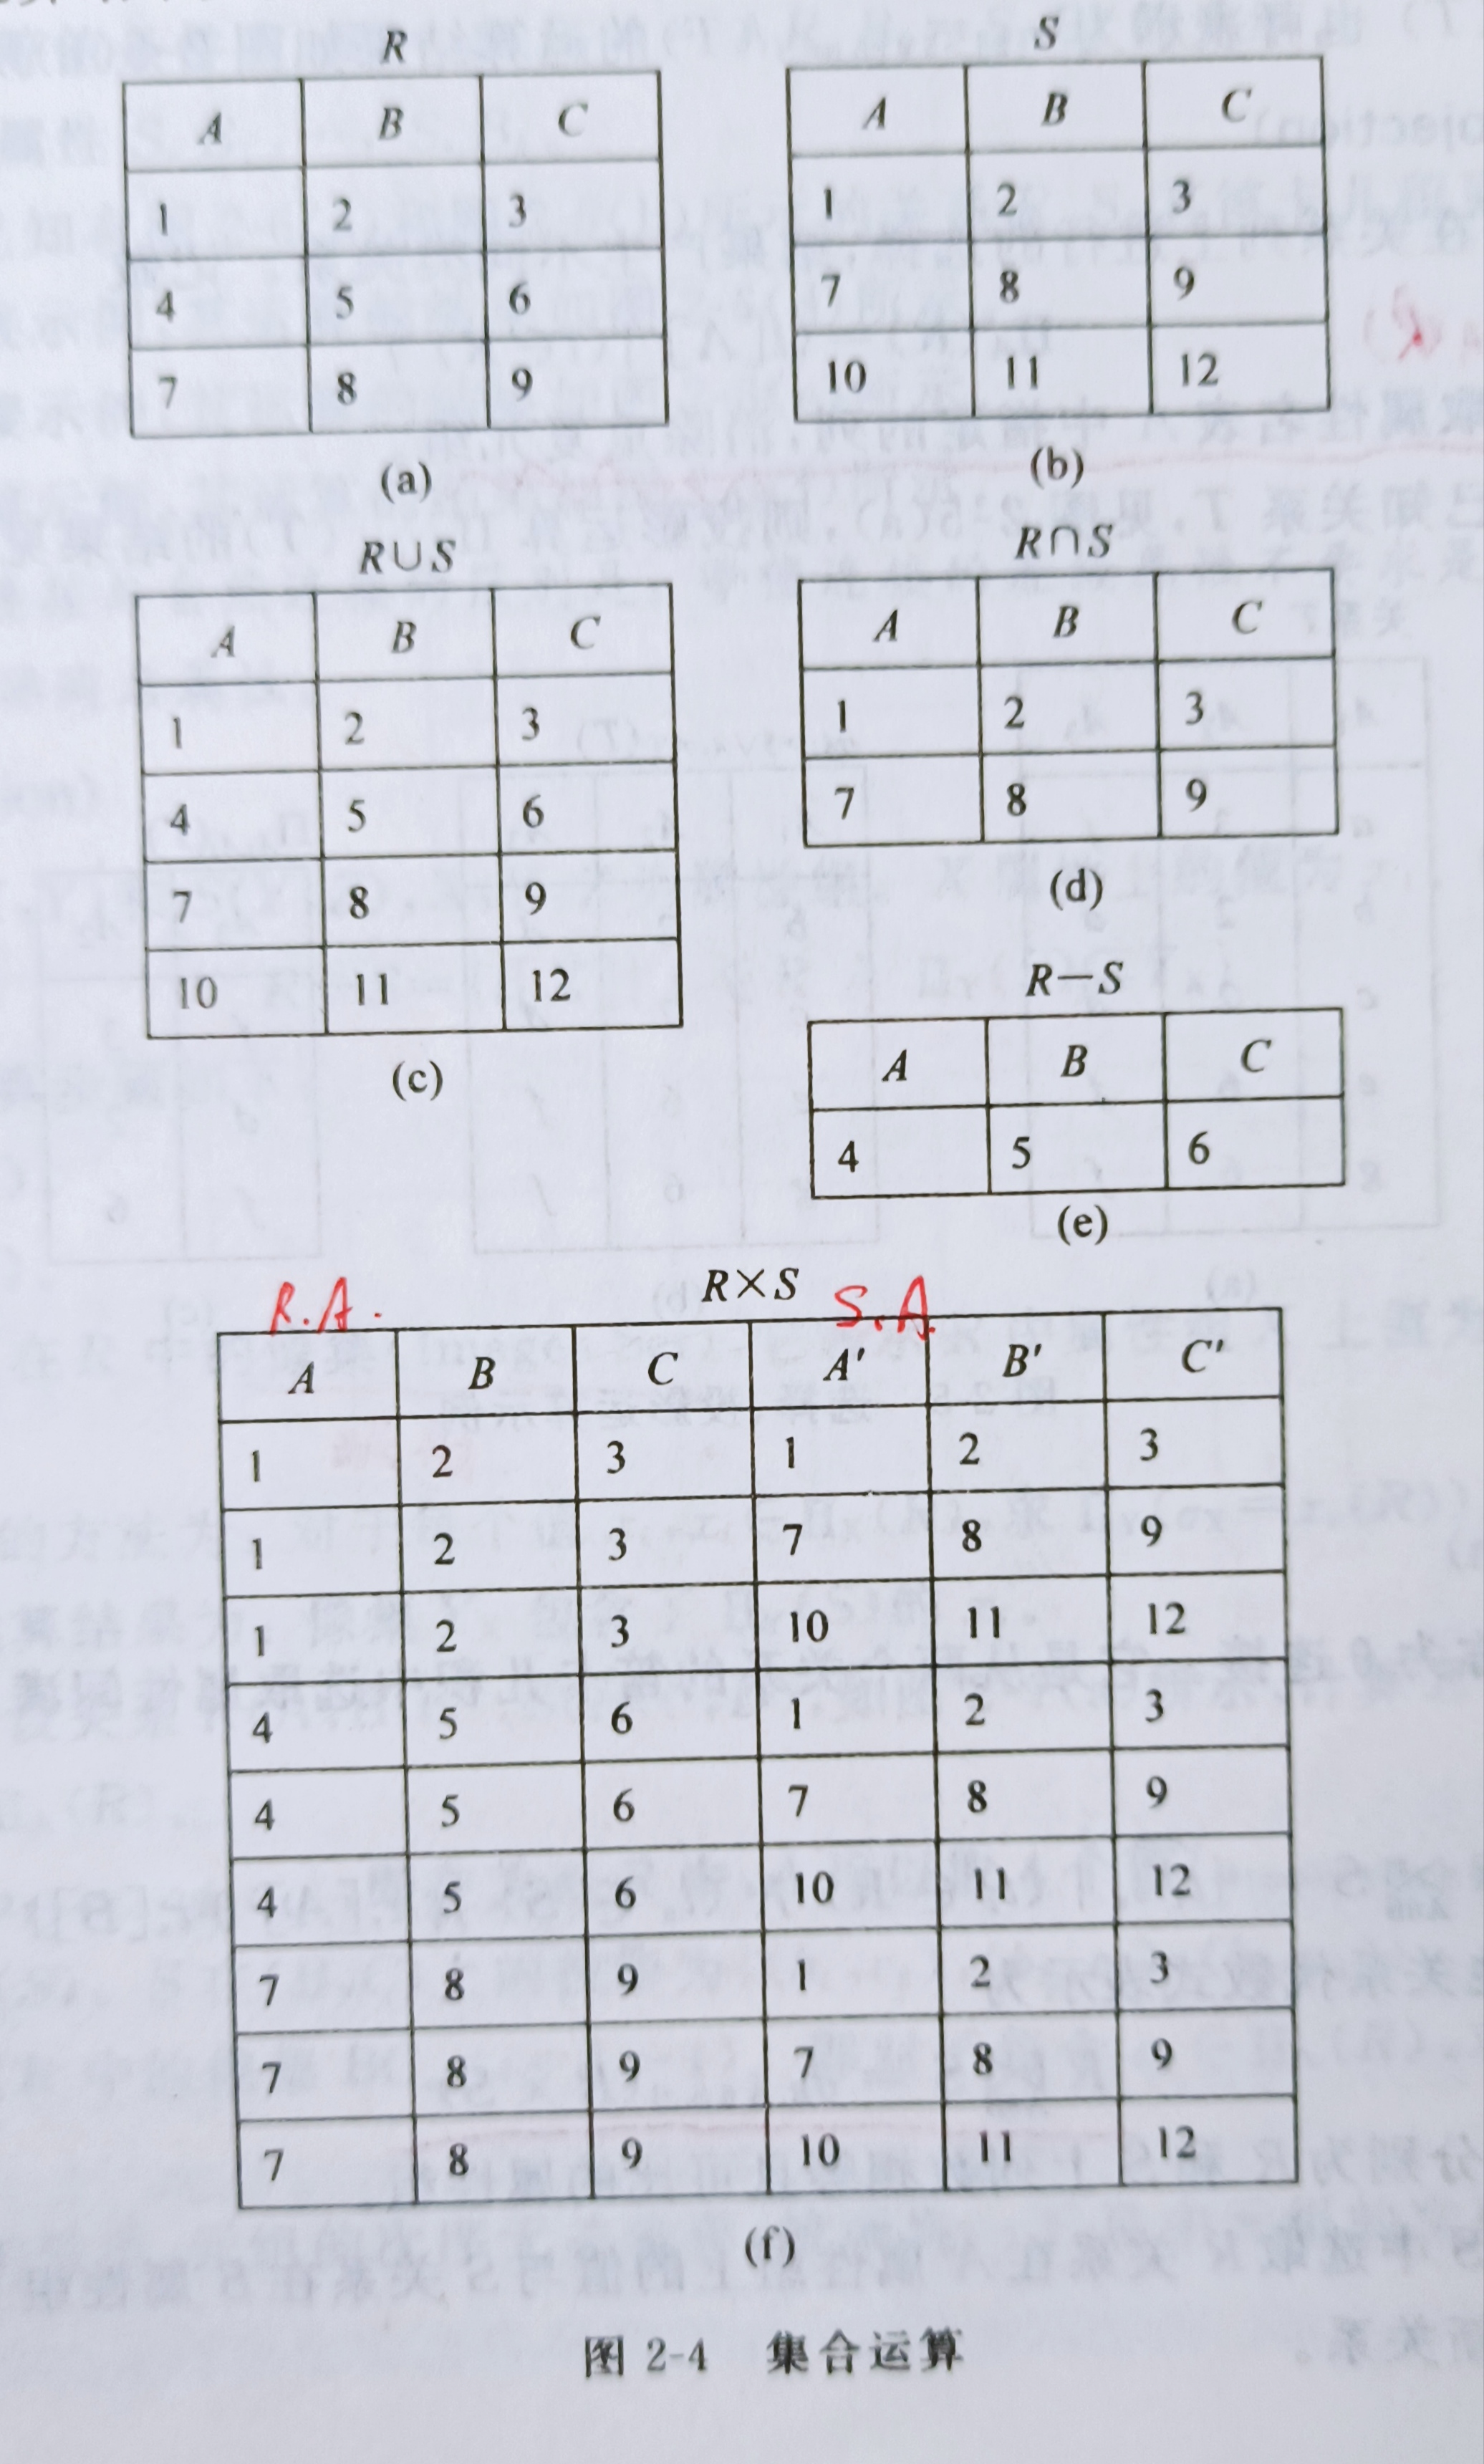 R
A B C
1 2 3
4 5 6
7 8 9
(a)
S
A B C
1 2 3
7 8 9
10 11 12
(b)
R∪S
A B C
1 2 3
4 5 6
7 8 9
10 11 12
(c)
R∩S
A B C
1 2 3
7 8 9
(d)
R—S
A B C
4 5 6
(e)
R×S
R.A. S.A.
A B C A' B' C'
1 2 3 1 2 3
1 2 3 7 8 9
1 2 3 10 11 12
4 5 6 1 2 3
4 5 6 7 8 9
4 5 6 10 11 12
7 8 9 1 2 3
7 8 9 7 8 9
7 8 9 10 11 12
(f)
图 2-4 集合运算